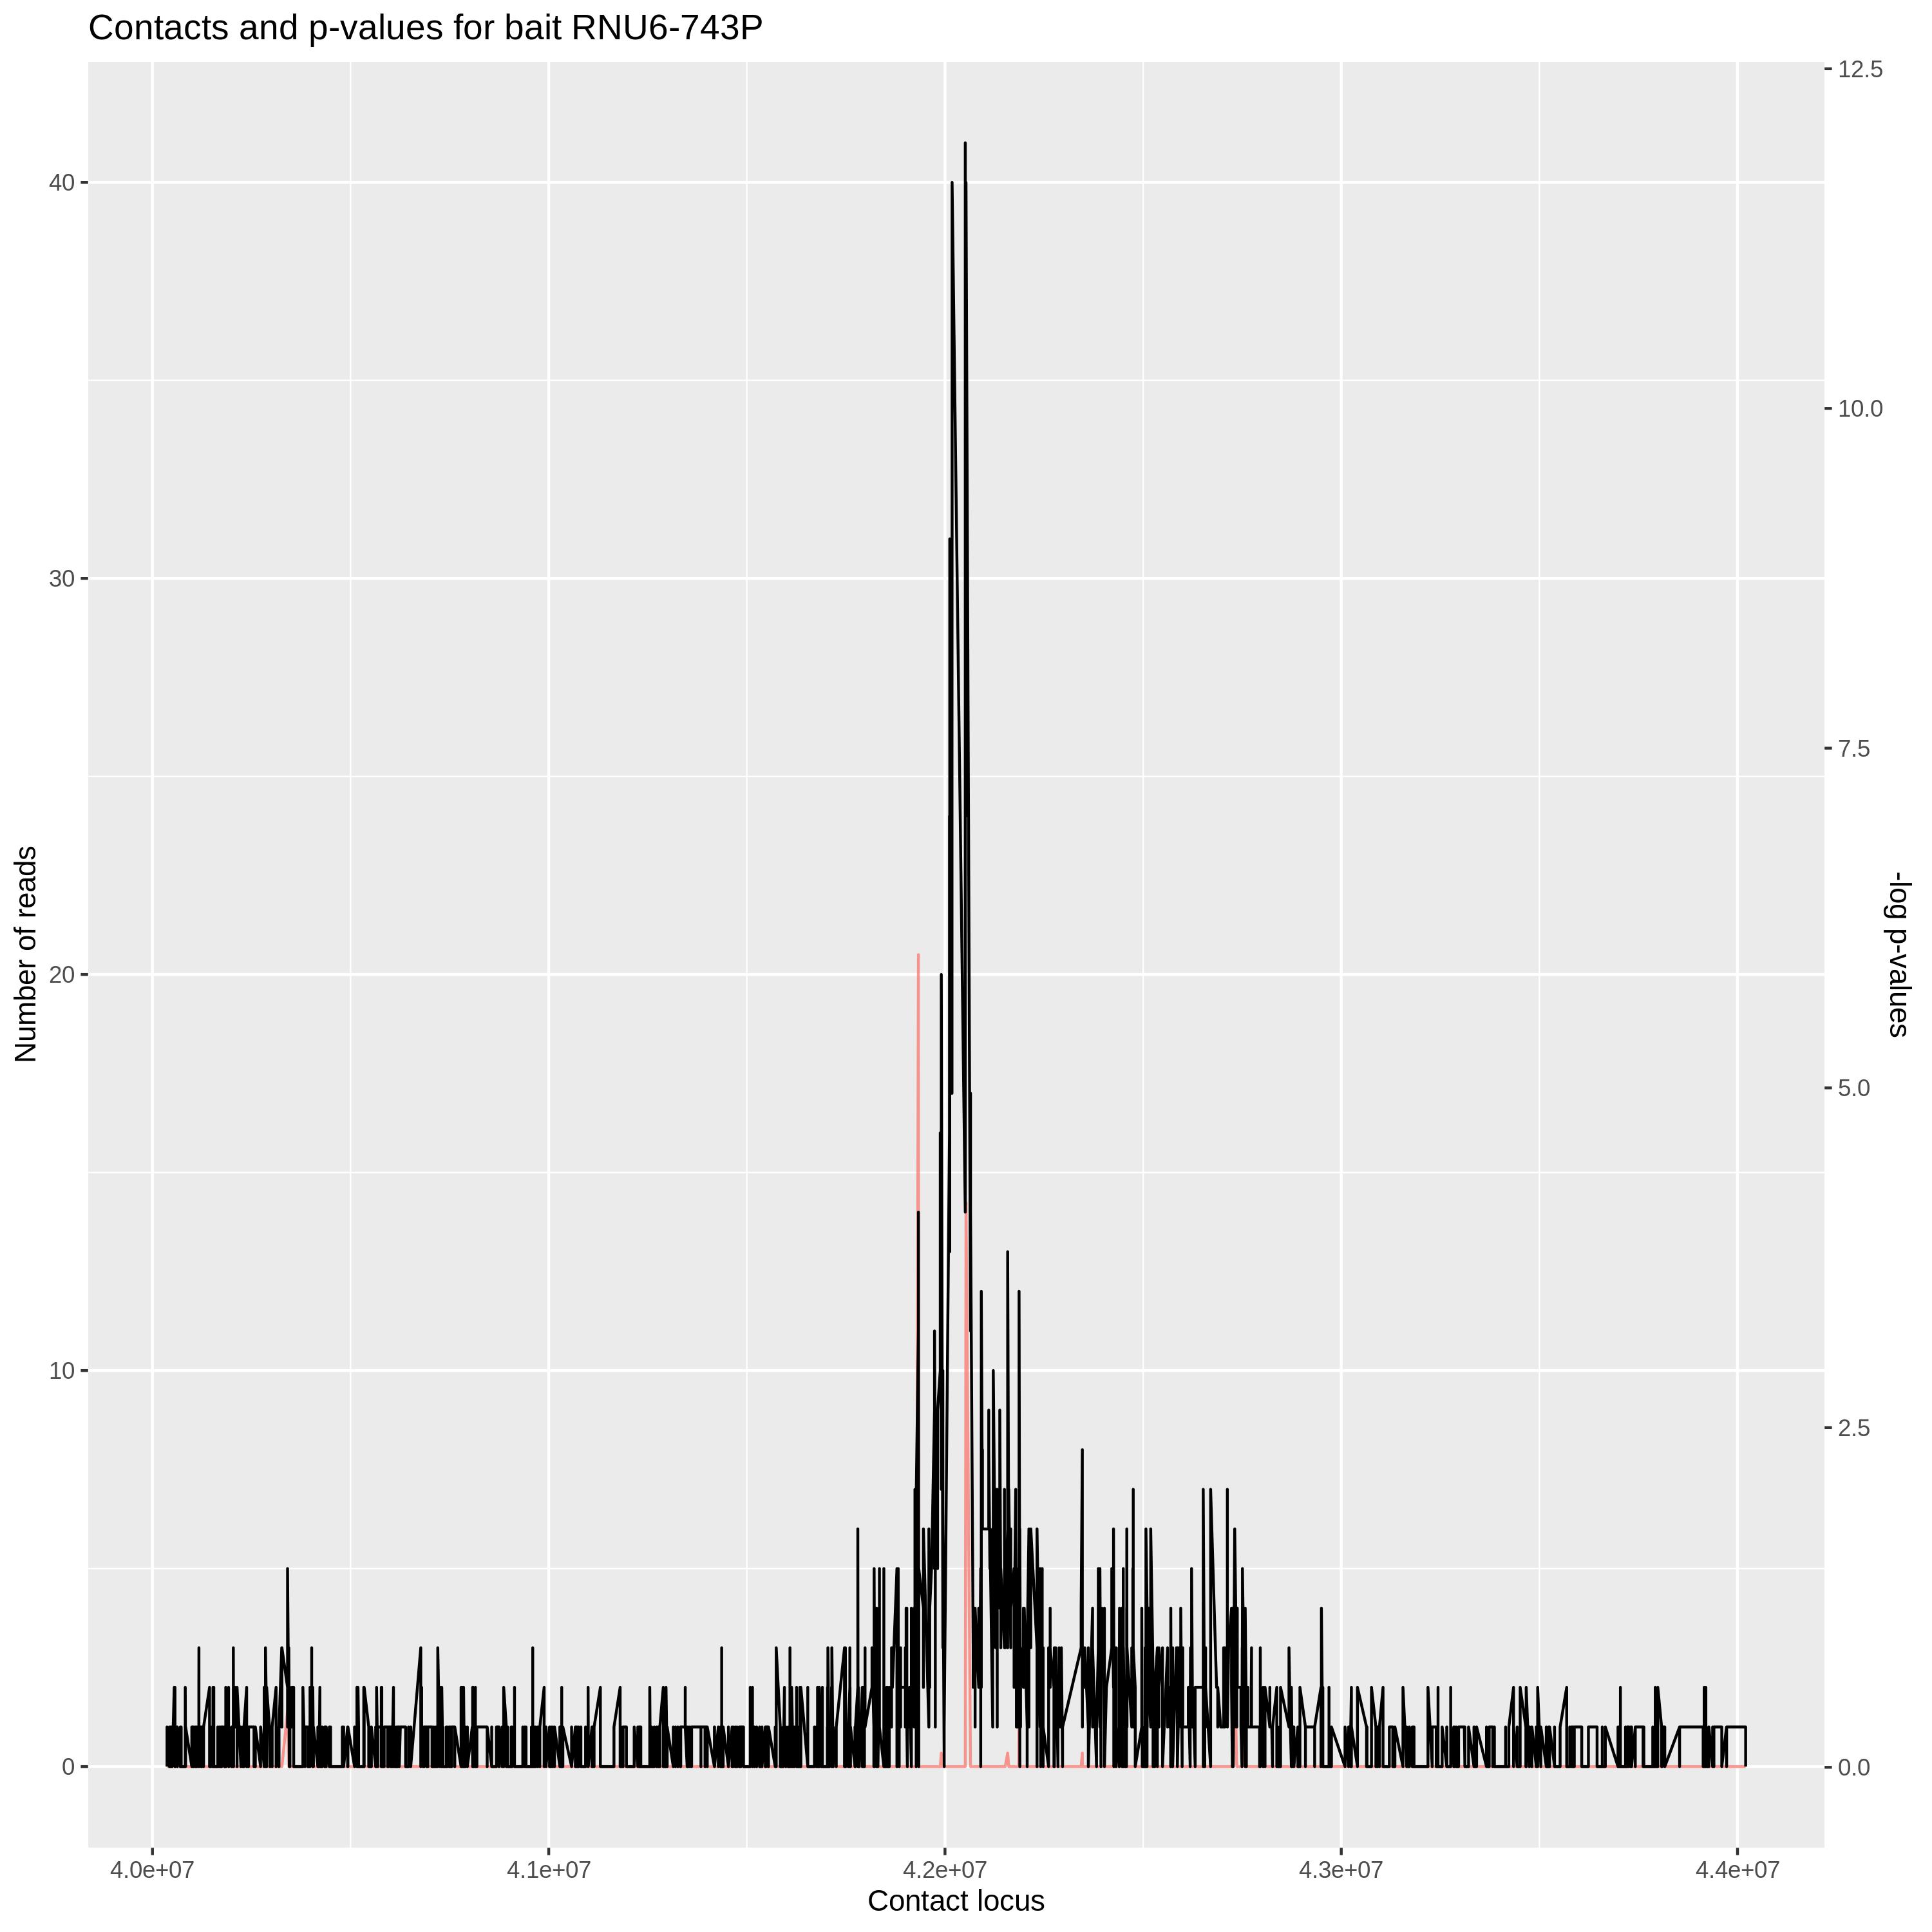 Contacts and p-values for bait RNU6-743P
12.5
40
10.0
30
7.5
Number of reads
-log p-values
20
5.0
10
2.5
0
0.0
4.0e+07 4.1e+07 4.2e+07 4.3e+07 4.4e+07
Contact locus